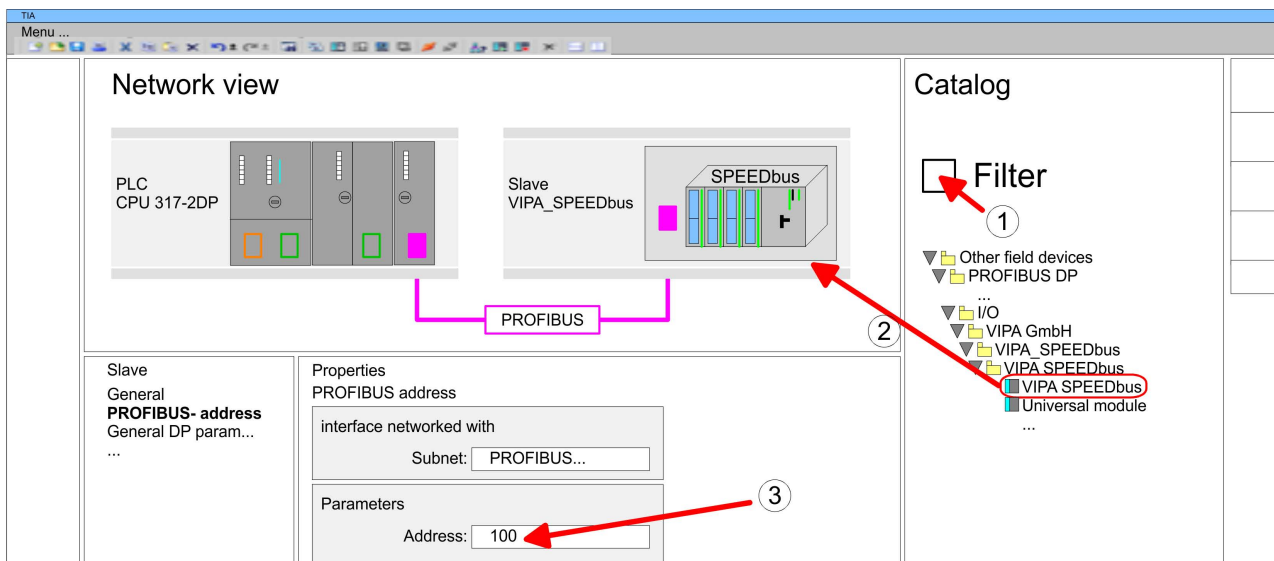 TIA
Menu ...
Network view
PLC
CPU 317-2DP
Slave
VIPA_SPEEDbus
SPEEDbus
PROFIBUS
2
Catalog
Filter
1
Other field devices
PROFIBUS DP
...
I/O
VIPA GmbH
VIPA_SPEEDbus
VIPA SPEEDbus
VIPA SPEEDbus
Universal module
...
Slave
General
PROFIBUS- address
General DP param...
...
Properties
PROFIBUS address
interface networked with
Subnet: PROFIBUS...
Parameters
Address: 100
3